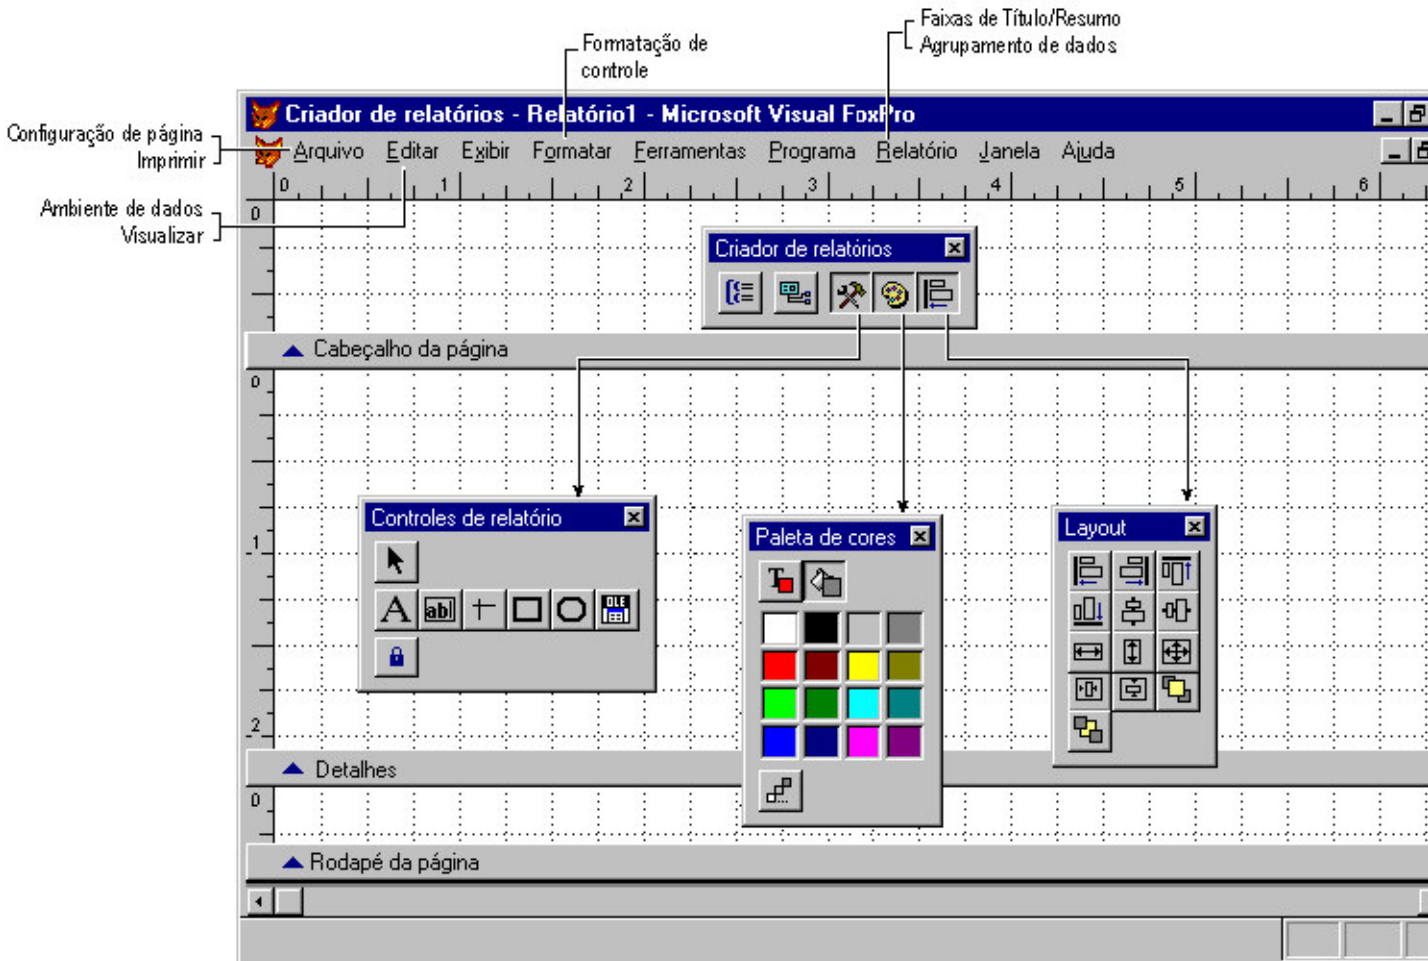 Faixas de Título/Resumo
Agrupamento de dados
Formatação de
controle
Criador de relatórios - Relatório1 - Microsoft Visual FoxPro
Configuração de página
Imprimir
Arquivo Editar Exibir Formatar Ferramentas Programa Relatório Janela Ajuda
0 1 2 3 4 5 6
Ambiente de dados
Visualizar
0
Criador de relatórios
Cabeçalho da página
0
Controles de relatório
Layout
Paleta de cores
1
T
A abl OLE
2
Detalhes
0
Rodapé da página